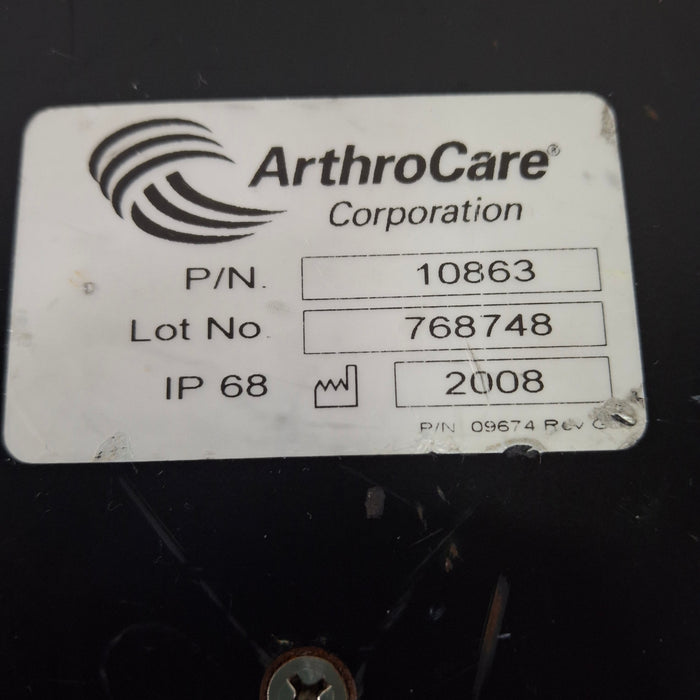 ArthroCare®
Corporation
P/N. 10863
Lot No. 768748
IP 68 2008
P/N 09674 Rev